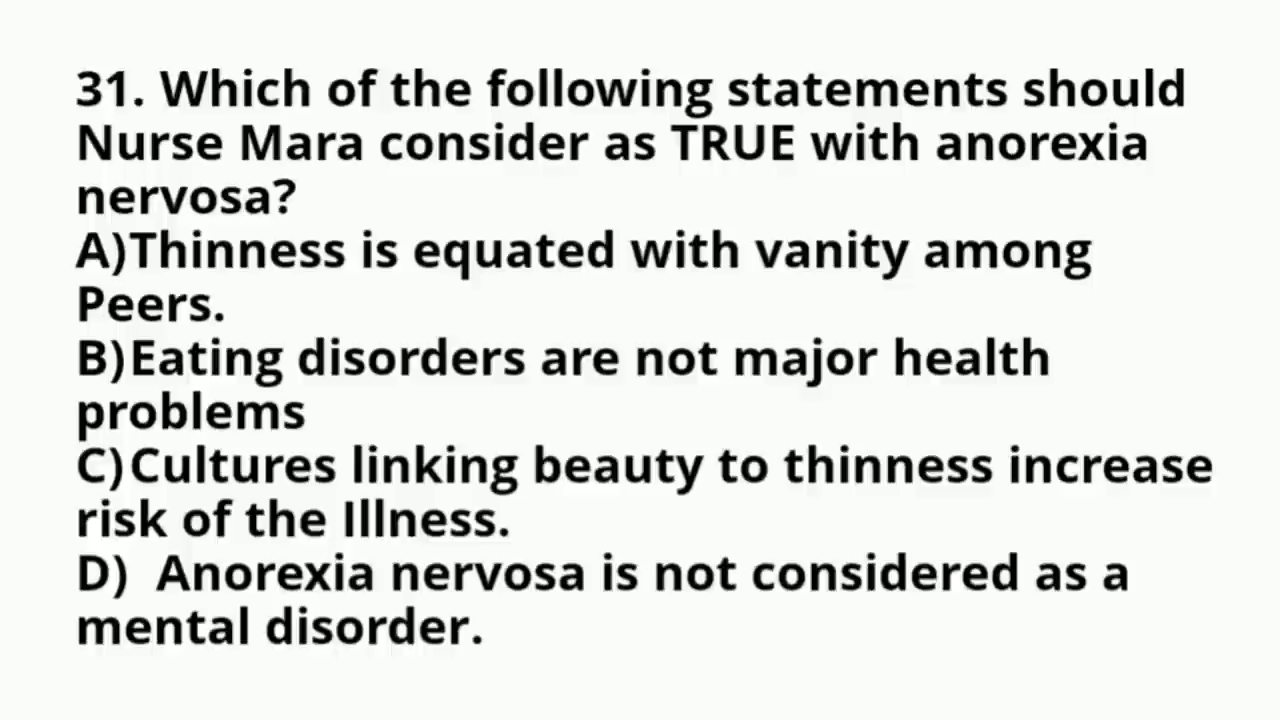 31. Which of the following statements should
Nurse Mara consider as TRUE with anorexia
nervosa?
A)Thinness is equated with vanity among
Peers.
B)Eating disorders are not major health
problems
C)Cultures linking beauty to thinness increase
risk of the Illness.
D) Anorexia nervosa is not considered as a
mental disorder.